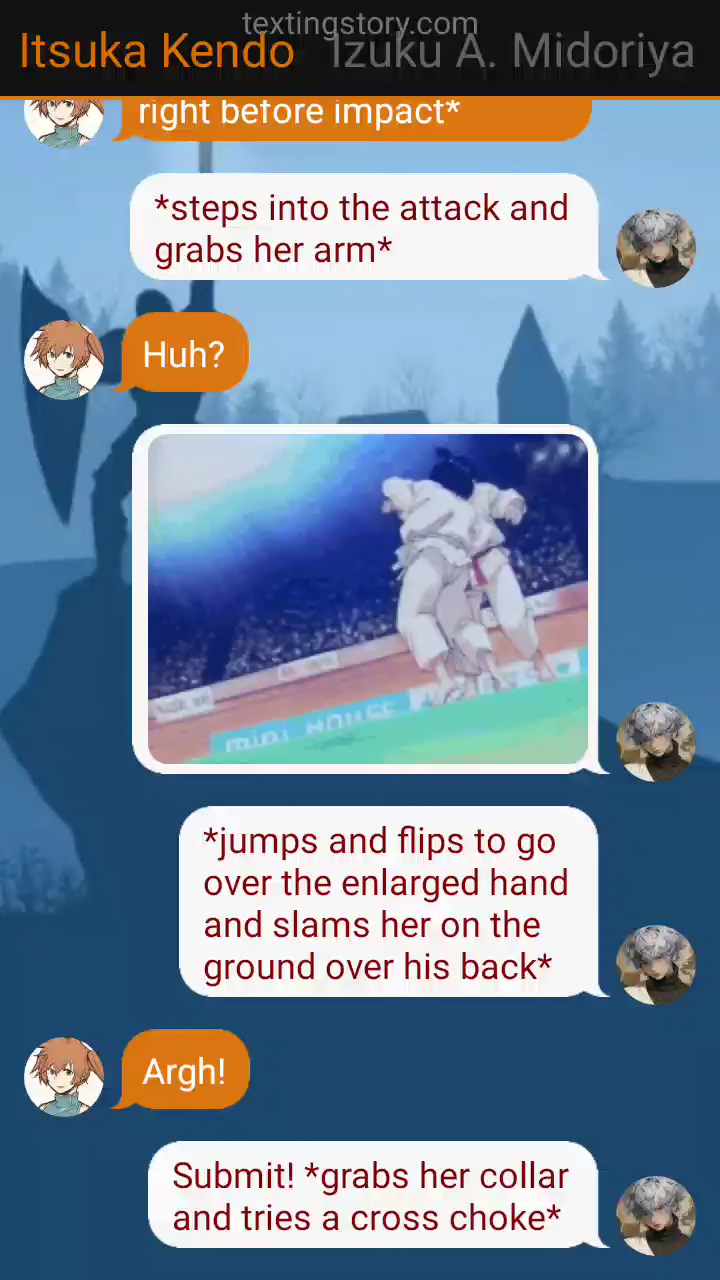 textingstory.com
Itsuka Kendo Izuku A. Midoriya
right before impact*
*steps into the attack and
grabs her arm*
Huh?
*jumps and flips to go
over the enlarged hand
and slams her on the
ground over his back*
Argh!
Submit! *grabs her collar
and tries a cross choke*